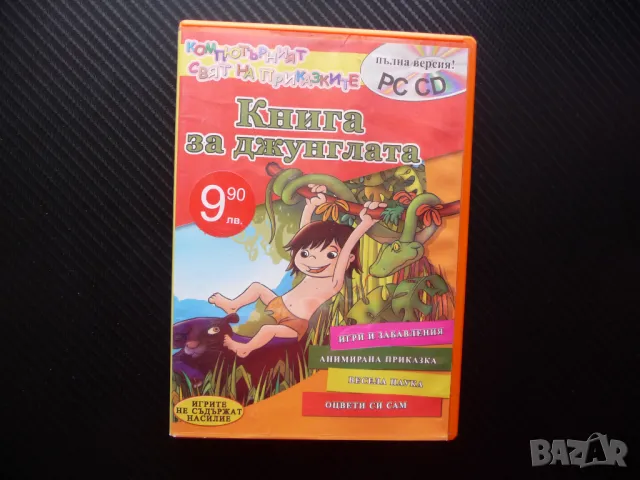 КОМПЮТЪРНИЯТ
СВЯТ НА ПРИКАЗКИТЕ
пълна версия!
PC CD
Книга
за джунглата
9 90
лв.
ИГРИ И ЗАБАВЛЕНИЯ
АНИМИРАНА ПРИКАЗКА
ВЕСЕЛА НАУКА
ОЦВЕТИ СИ САМ
ИГРИТЕ
НЕ СЪДЪРЖАТ
НАСИЛИЕ
BAZAR.bg